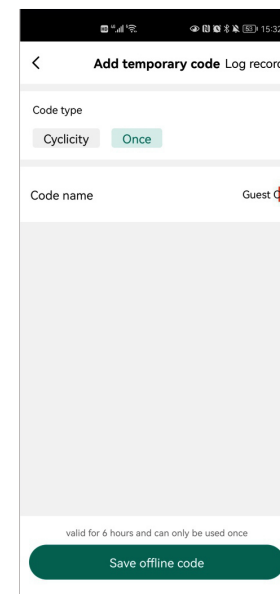 15:32
Add temporary code Log record
Code type
Cyclicity Once
Code name Guest
valid for 6 hours and can only be used once
Save offline code